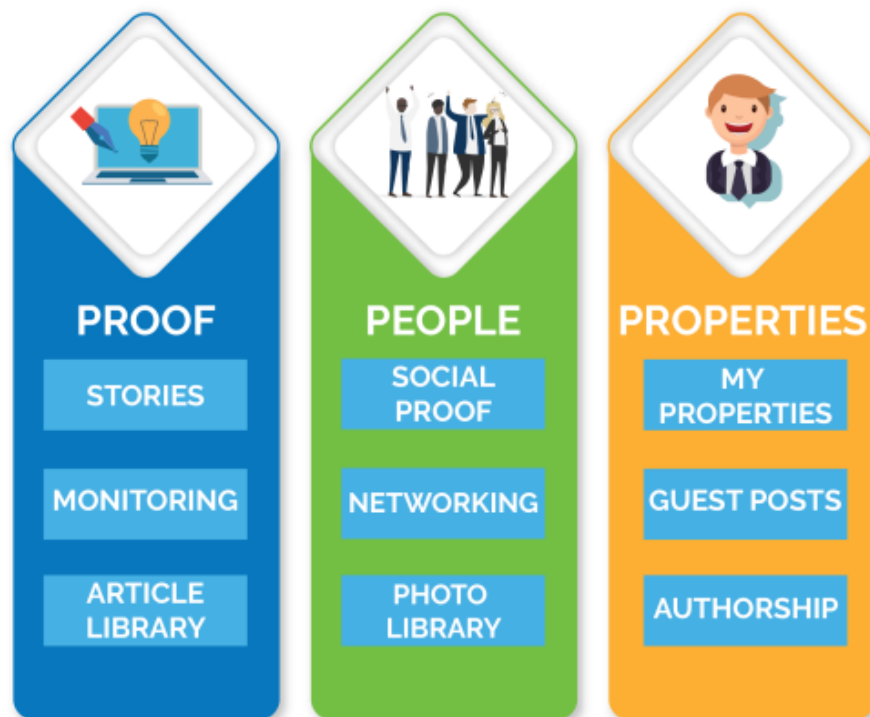 PROOF
STORIES
MONITORING
ARTICLE
LIBRARY
PEOPLE
SOCIAL
PROOF
NETWORKING
PHOTO
LIBRARY
PROPERTIES
MY
PROPERTIES
GUEST POSTS
AUTHORSHIP